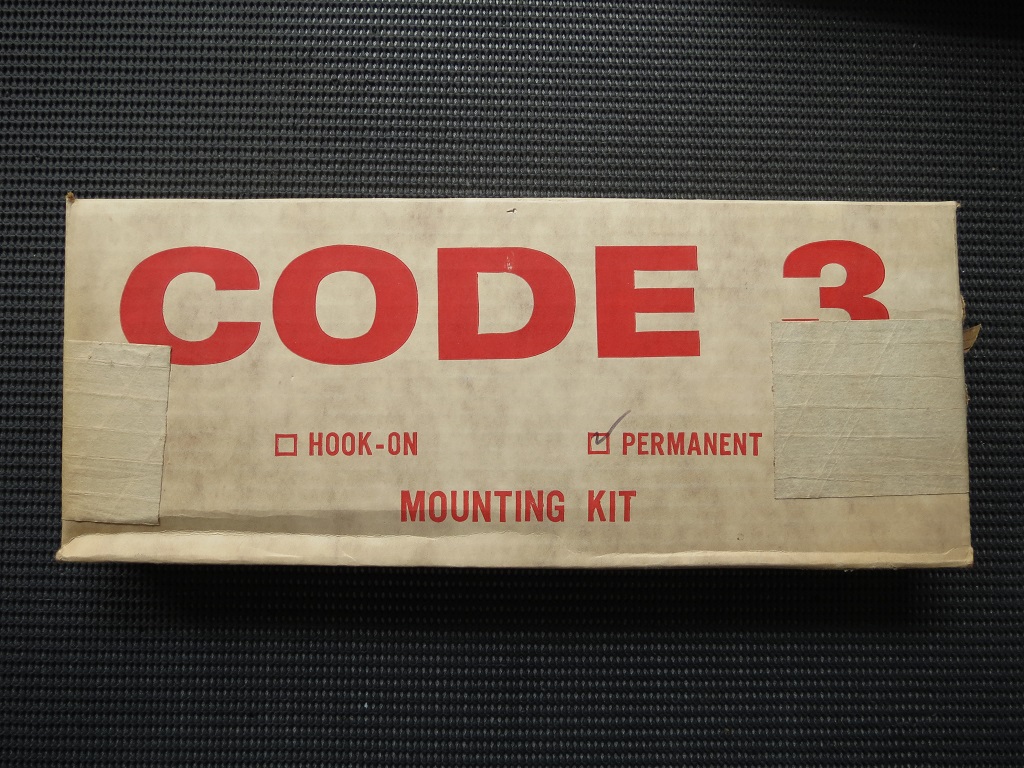 CODE 3
☐ HOOK-ON ☑ PERMANENT
MOUNTING KIT